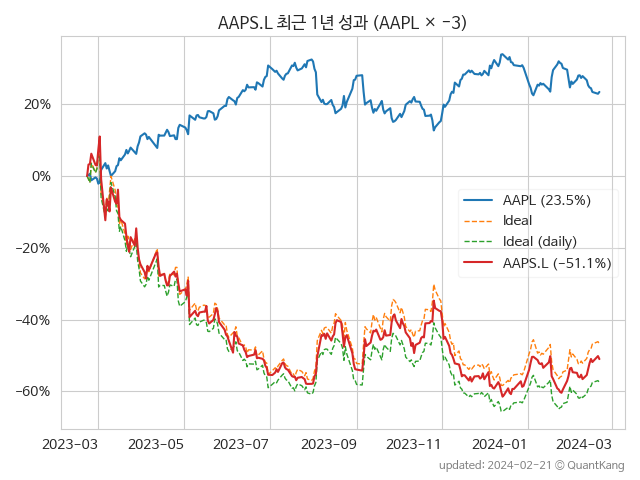 AAPS.L 최근 1년 성과 (AAPL × -3)
20%
0%
−20%
−40%
−60%
AAPL (23.5%)
Ideal
Ideal (daily)
AAPS.L (−51.1%)
2023-03 2023-05 2023-07 2023-09 2023-11 2024-01 2024-03
updated: 2024-02-21 © QuantKang